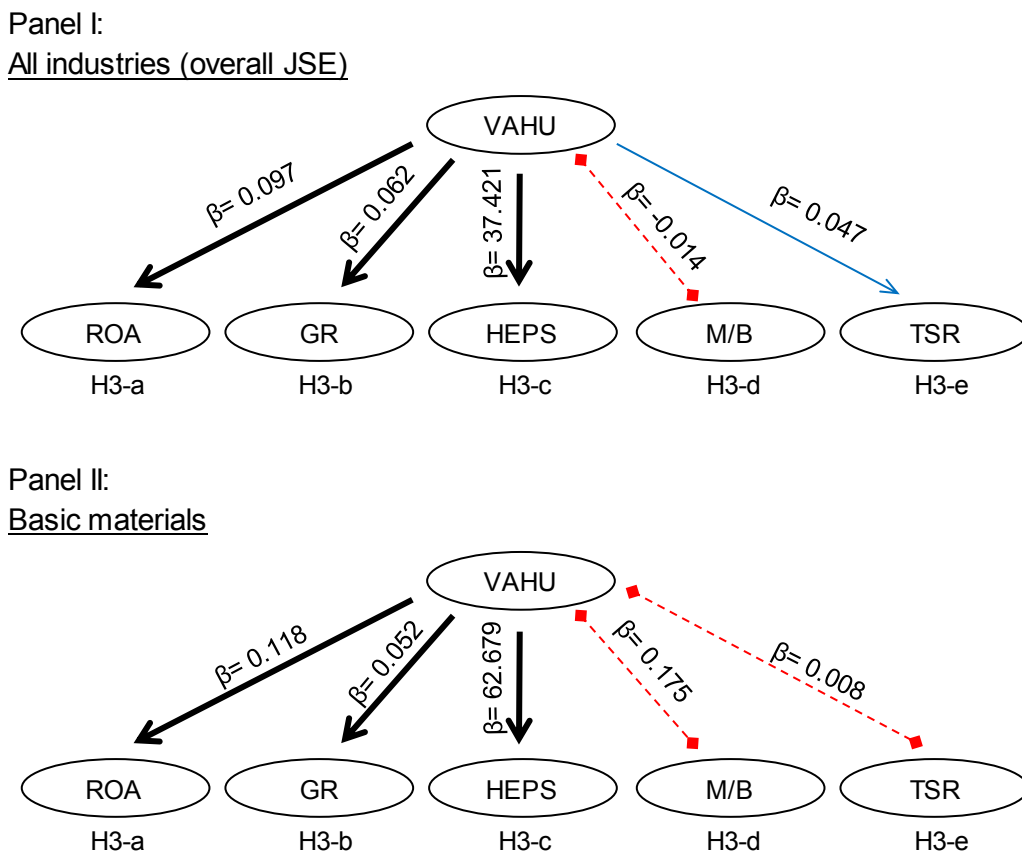 Panel I:
All industries (overall JSE)
VAHU
β= 0.097
β= 0.062
β= 37.421
β= -0.014
β= 0.047
ROA
GR
HEPS
M/B
TSR
H3-a
H3-b
H3-c
H3-d
H3-e
Panel II:
Basic materials
VAHU
β= 0.118
β= 0.052
β= 62.679
β= 0.175
β= 0.008
ROA
GR
HEPS
M/B
TSR
H3-a
H3-b
H3-c
H3-d
H3-e